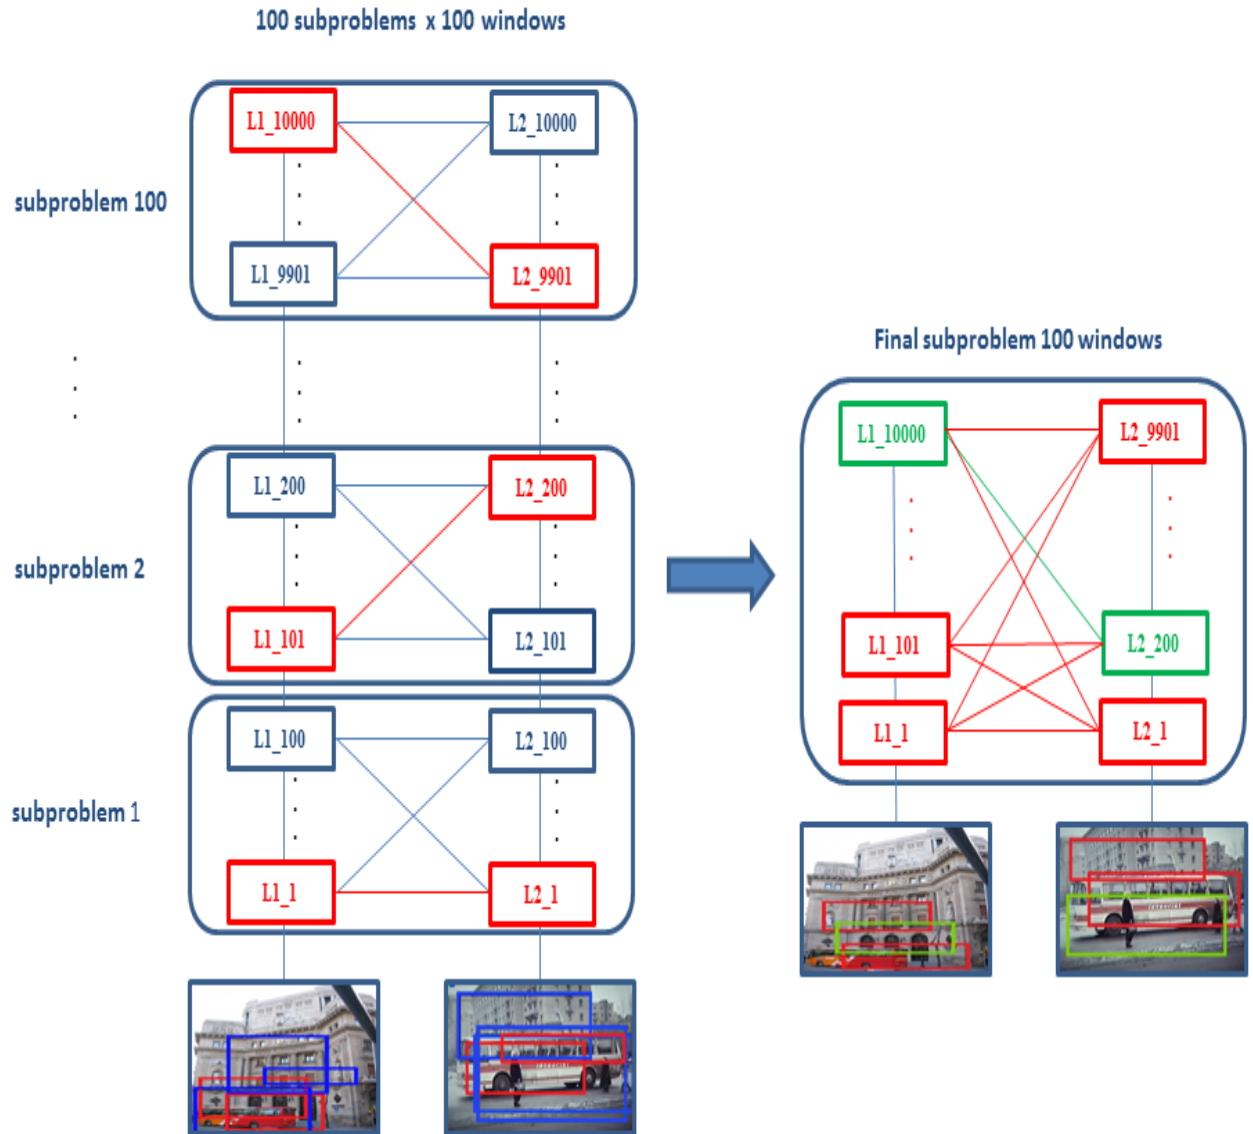 100 subproblems x 100 windows
L1_10000
L2_10000
subproblem 100
L1_9901
L2_9901
L1_200
L2_200
subproblem 2
L1_101
L2_101
L1_100
L2_100
subproblem 1
L1_1
L2_1
Final subproblem 100 windows
L1_10000
L2_9901
L1_101
L2_200
L1_1
L2_1